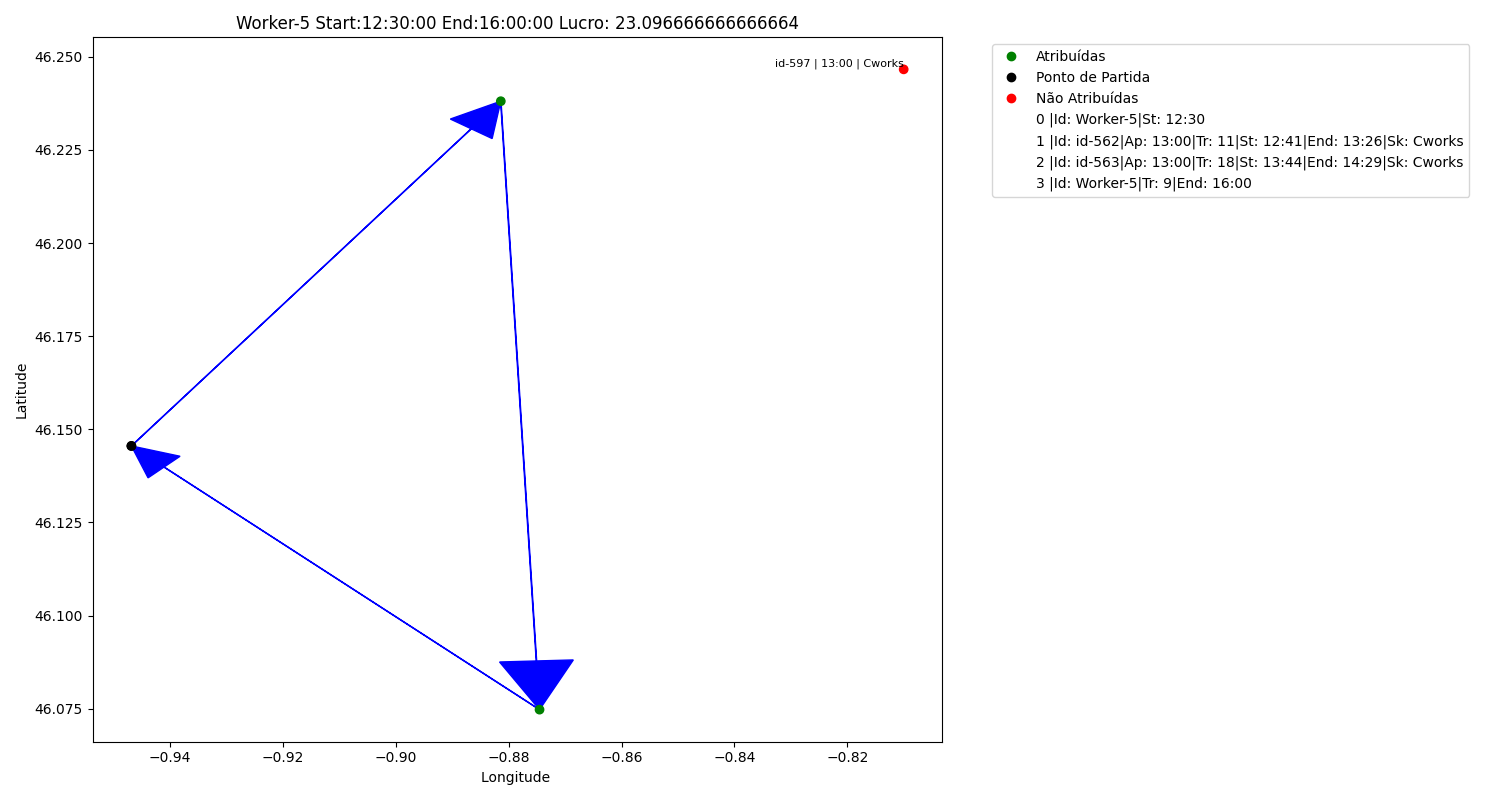 Worker-5 Start:12:30:00 End:16:00:00 Lucro: 23.096666666666664
46.250
46.225
46.200
46.175
46.150
46.125
46.100
46.075
Latitude
id-597 | 13:00 | Cworks
−0.94
−0.92
−0.90
−0.88
−0.86
−0.84
−0.82
Longitude
Atribuídas
Ponto de Partida
Não Atribuídas
0 |Id: Worker-5|St: 12:30
1 |Id: id-562|Ap: 13:00|Tr: 11|St: 12:41|End: 13:26|Sk: Cworks
2 |Id: id-563|Ap: 13:00|Tr: 18|St: 13:44|End: 14:29|Sk: Cworks
3 |Id: Worker-5|Tr: 9|End: 16:00